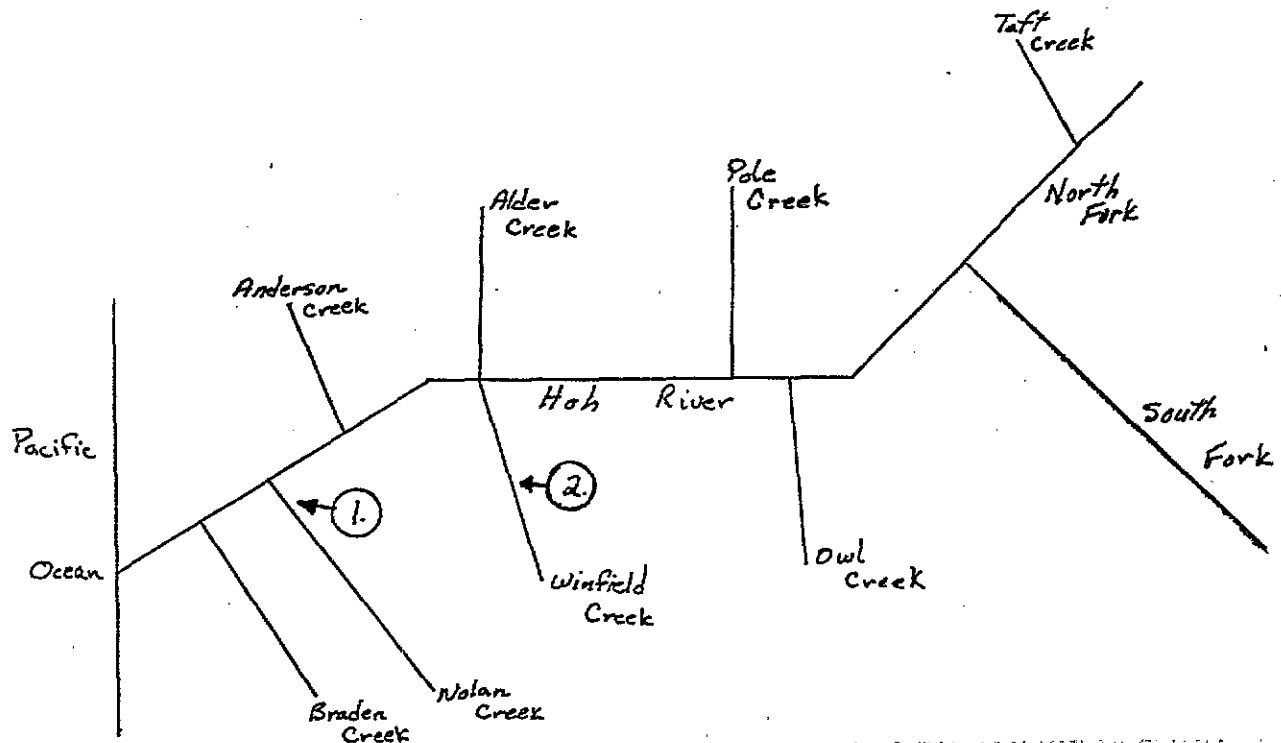 Taft
Creek
Pole
Creek
North
Fork
Alder
Creek
Anderson
Creek
Hoh River
South
Fork
Pacific
Ocean
1.
2.
Owl
Creek
Winfield
Creek
Nolan
Creek
Braden
Creek